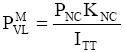 P_VL^M = P_NC K_NC / I_TT